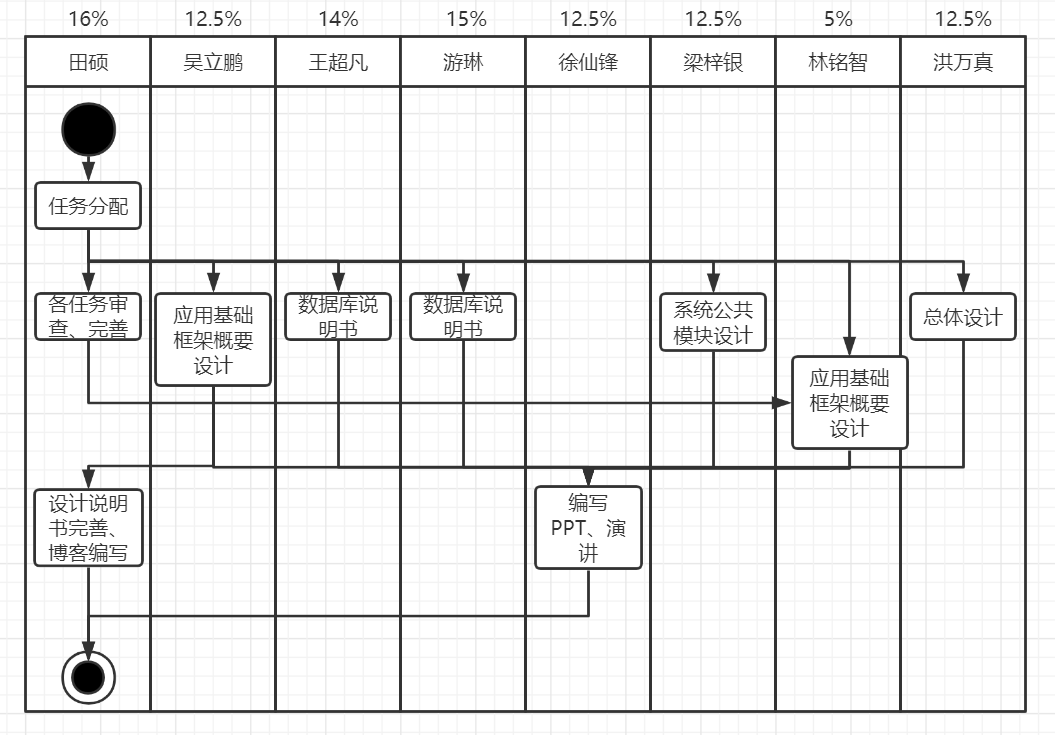 16%
12.5%
14%
15%
12.5%
12.5%
5%
12.5%
田硕
吴立鹏
王超凡
游琳
徐仙锋
梁梓银
林铭智
洪万真
任务分配
各任务审
查、完善
应用基础
框架概要
设计
数据库说
明书
数据库说
明书
系统公共
模块设计
总体设计
应用基础
框架概要
设计
设计说明
书完善、
博客编写
编写
PPT、演
讲